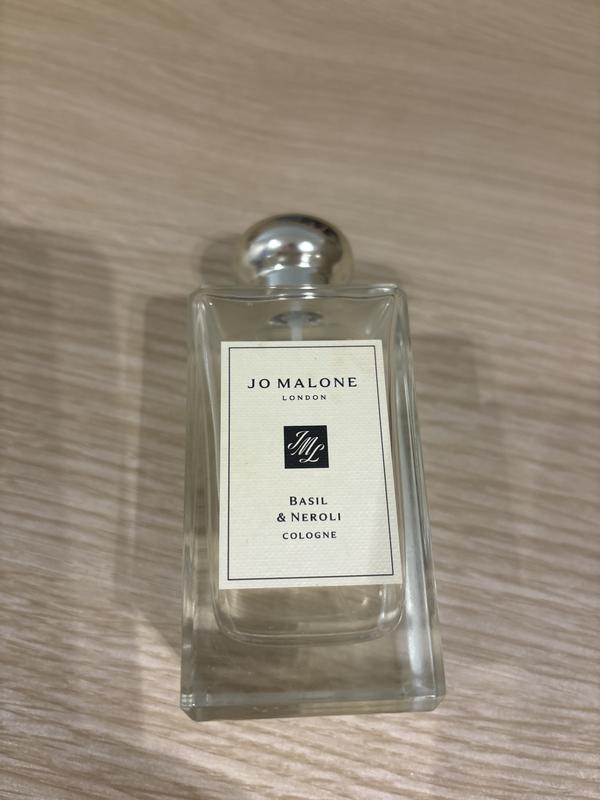 JO MALONE
LONDON
JML
BASIL
& NEROLI
COLOGNE